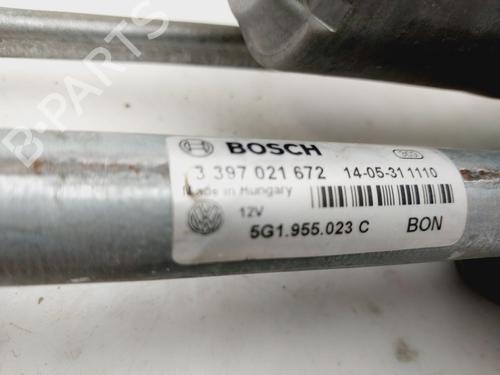 BOSCH
3 397 021 672 14-05-31 1110
Made in Hungary
12V
5G1.955.023 C BON
B-PARTS